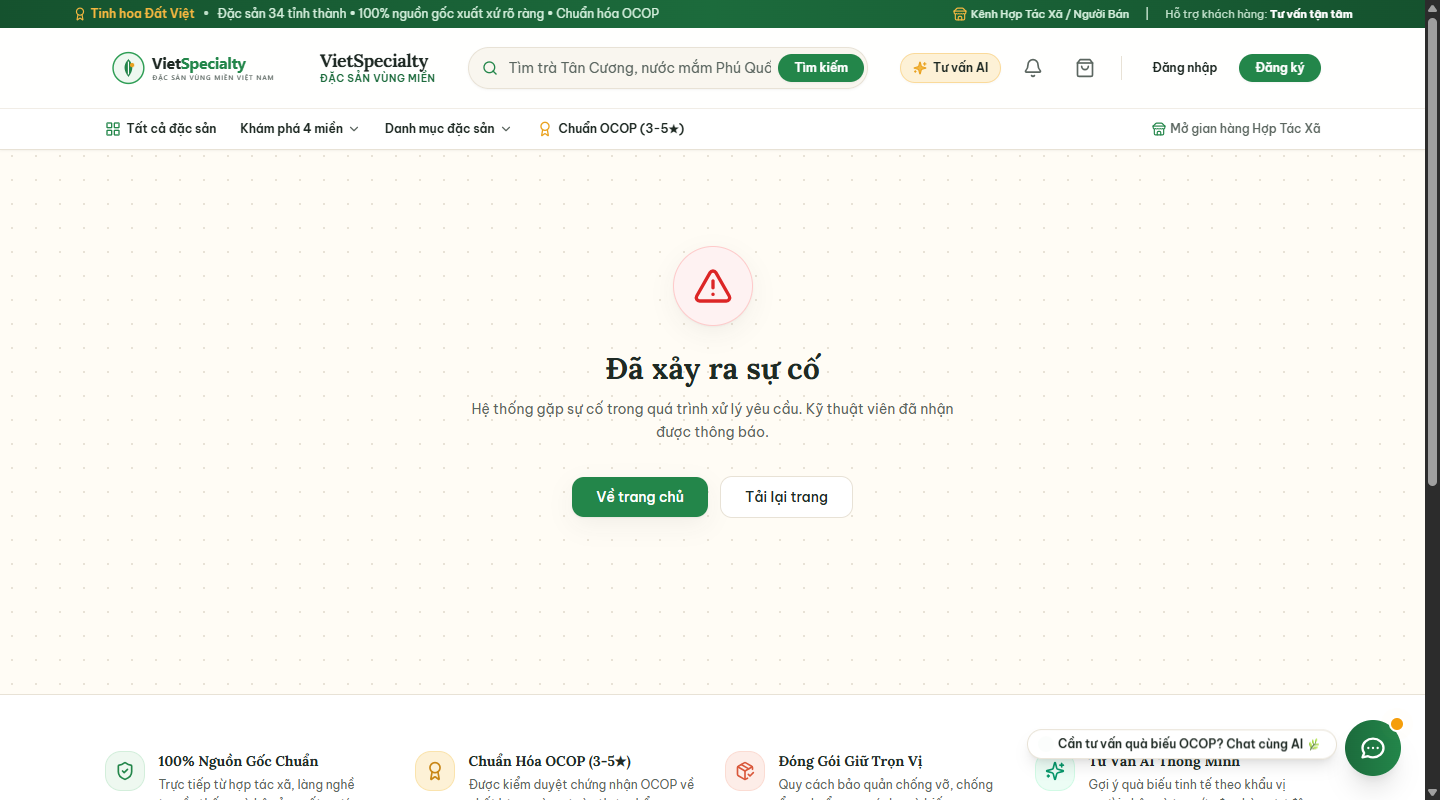 Tinh hoa Đất Việt • Đặc sản 34 tỉnh thành • 100% nguồn gốc xuất xứ rõ ràng • Chuẩn hóa OCOP
Kênh Hợp Tác Xã / Người Bán | Hỗ trợ khách hàng: Tư vấn tận tâm
VietSpecialty
ĐẶC SẢN VÙNG MIỀN VIỆT NAM
VietSpecialty
ĐẶC SẢN VÙNG MIỀN
Tìm trà Tân Cương, nước mắm Phú Quố
Tìm kiếm
Tư vấn AI
Đăng nhập
Đăng ký
Tất cả đặc sản
Khám phá 4 miền
Danh mục đặc sản
Chuẩn OCOP (3-5★)
Mở gian hàng Hợp Tác Xã
Đã xảy ra sự cố
Hệ thống gặp sự cố trong quá trình xử lý yêu cầu. Kỹ thuật viên đã nhận
được thông báo.
Về trang chủ
Tải lại trang
100% Nguồn Gốc Chuẩn
Trực tiếp từ hợp tác xã, làng nghề
Chuẩn Hóa OCOP (3-5★)
Được kiểm duyệt chứng nhận OCOP về
Đóng Gói Giữ Trọn Vị
Quy cách bảo quản chống vỡ, chống
Cần tư vấn quà biếu OCOP? Chat cùng AI 🌿
Tư Vấn AI Thông Minh
Gợi ý quà biếu tinh tế theo khẩu vị